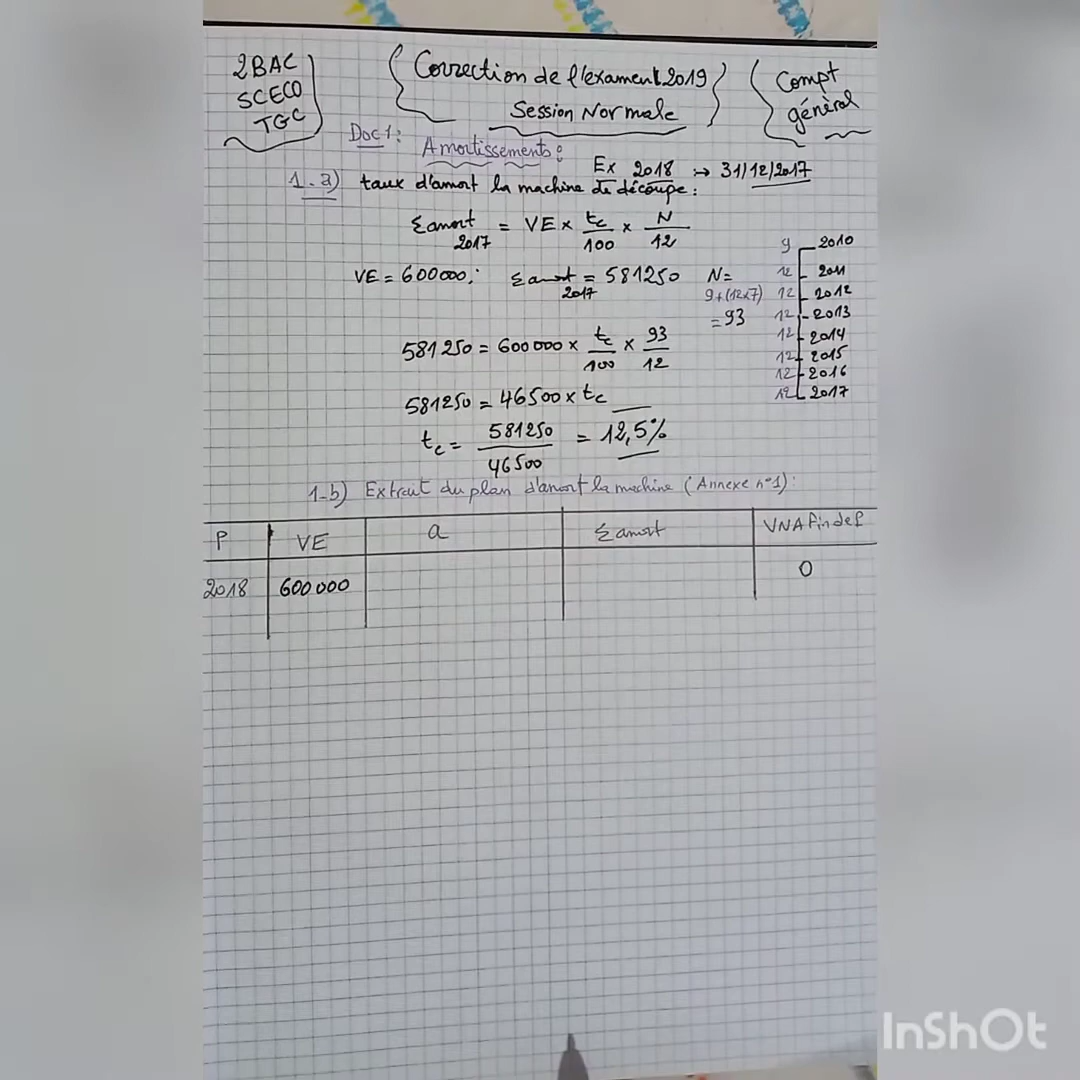 2BAC
SCECO
TGC
Correction de l'exament 2019
Session Normale
Compt
général
Doc 1: Amortissements:
Ex 2018 → 31/12/2017
1-a) taux d'amort la machine de découpe:
Σamort 2017 = VE × tc/100 × N/12
VE = 600000; Σamort 2017 = 581250
N=
9+(12×7)
=93
9 2010
12 2011
12 2012
12 2013
12 2014
12 2015
12 2016
12 2017
581250 = 600000 × tc/100 × 93/12
581250 = 46500 × tc
tc = 581250/46500 = 12,5%
1-b) Extrait du plan d'amort la machine (Annexe n°1):
P VE a Σamort VNA fin de P
2018 600000 0
InShOt